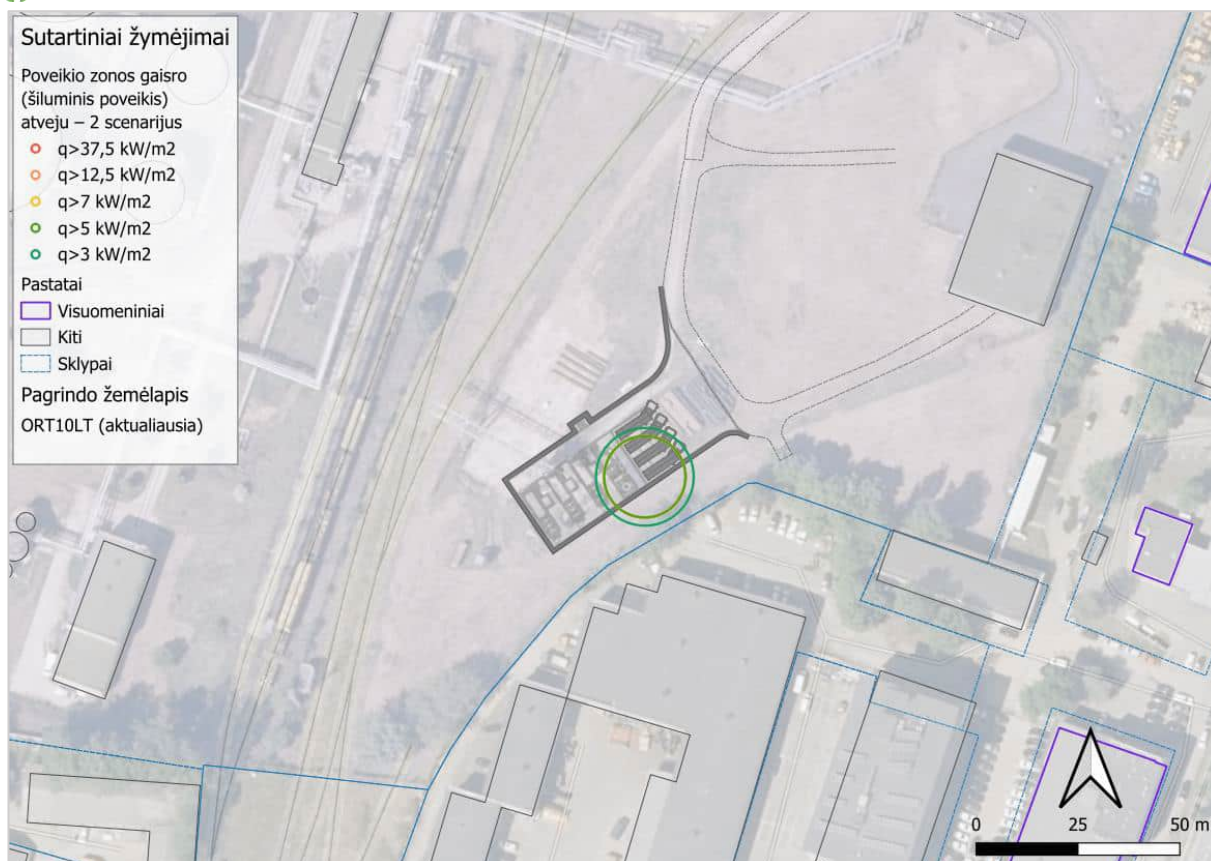 Sutartiniai žymėjimai
Poveikio zonos gaisro
(šiluminis poveikis)
atveju – 2 scenarijus
q>37,5 kW/m2
q>12,5 kW/m2
q>7 kW/m2
q>5 kW/m2
q>3 kW/m2
Pastatai
Visuomeniniai
Kiti
Sklypai
Pagrindo žemėlapis
ORT10LT (aktualiausia)
0 25 50 m